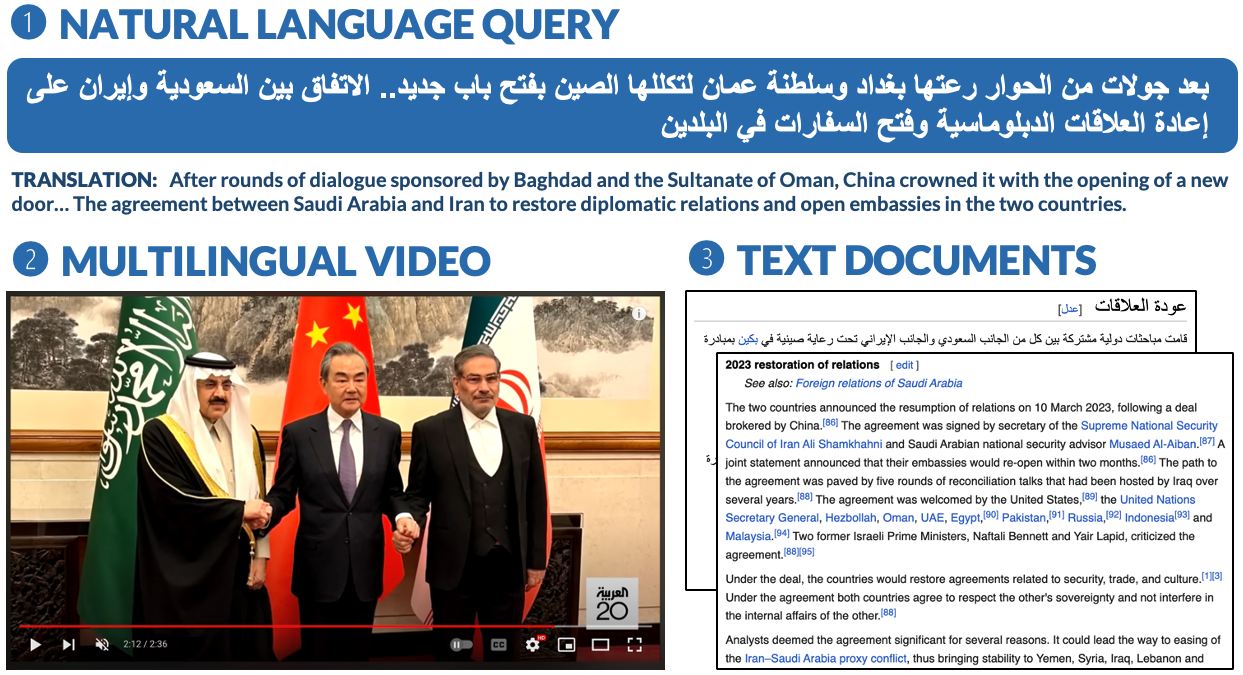 1 NATURAL LANGUAGE QUERY
بعد جولات من الحوار رعتها بغداد وسلطنة عمان لتكللها الصين بفتح باب جديد.. الاتفاق بين السعودية وإيران على
إعادة العلاقات الدبلوماسية وفتح السفارات في البلدين
TRANSLATION: After rounds of dialogue sponsored by Baghdad and the Sultanate of Oman, China crowned it with the opening of a new
door... The agreement between Saudi Arabia and Iran to restore diplomatic relations and open embassies in the two countries.
2 MULTILINGUAL VIDEO
العربية
20
2:12 / 2:36
CC
HD
3 TEXT DOCUMENTS
عودة العلاقات [عدل]
قامت مباحثات دولية مشتركة بين كل من الجانب السعودي والجانب الإيراني تحت رعاية صينية في بكين بمبادرة
2023 restoration of relations [ edit ]
See also: Foreign relations of Saudi Arabia
The two countries announced the resumption of relations on 10 March 2023, following a deal
brokered by China.[86] The agreement was signed by secretary of the Supreme National Security
Council of Iran Ali Shamkhahni and Saudi Arabian national security advisor Musaed Al-Aiban.[87] A
joint statement announced that their embassies would re-open within two months.[86] The path to
the agreement was paved by five rounds of reconciliation talks that had been hosted by Iraq over
several years.[88] The agreement was welcomed by the United States,[89] the United Nations
Secretary General, Hezbollah, Oman, UAE, Egypt,[90] Pakistan,[91] Russia,[92] Indonesia[93] and
Malaysia.[94] Two former Israeli Prime Ministers, Naftali Bennett and Yair Lapid, criticized the
agreement.[88][95]
Under the deal, the countries would restore agreements related to security, trade, and culture.[1][3]
Under the agreement both countries agree to respect the other's sovereignty and not interfere in
the internal affairs of the other.[88]
Analysts deemed the agreement significant for several reasons. It could lead the way to easing of
the Iran–Saudi Arabia proxy conflict, thus bringing stability to Yemen, Syria, Iraq, Lebanon and